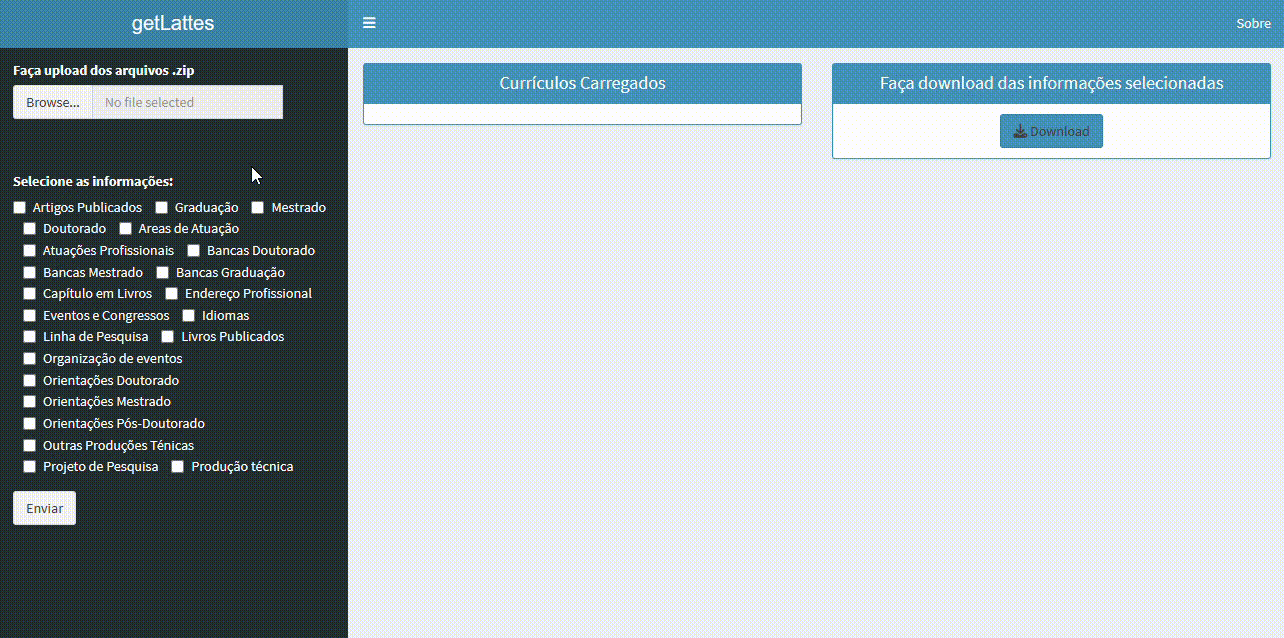 getLattes
Sobre
Faça upload dos arquivos .zip
Browse... No file selected
Selecione as informações:
Artigos Publicados Graduação Mestrado
Doutorado Areas de Atuação
Atuações Profissionais Bancas Doutorado
Bancas Mestrado Bancas Graduação
Capítulo em Livros Endereço Profissional
Eventos e Congressos Idiomas
Linha de Pesquisa Livros Publicados
Organização de eventos
Orientações Doutorado
Orientações Mestrado
Orientações Pós-Doutorado
Outras Produções Ténicas
Projeto de Pesquisa Produção técnica
Enviar
Currículos Carregados
Faça download das informações selecionadas
Download